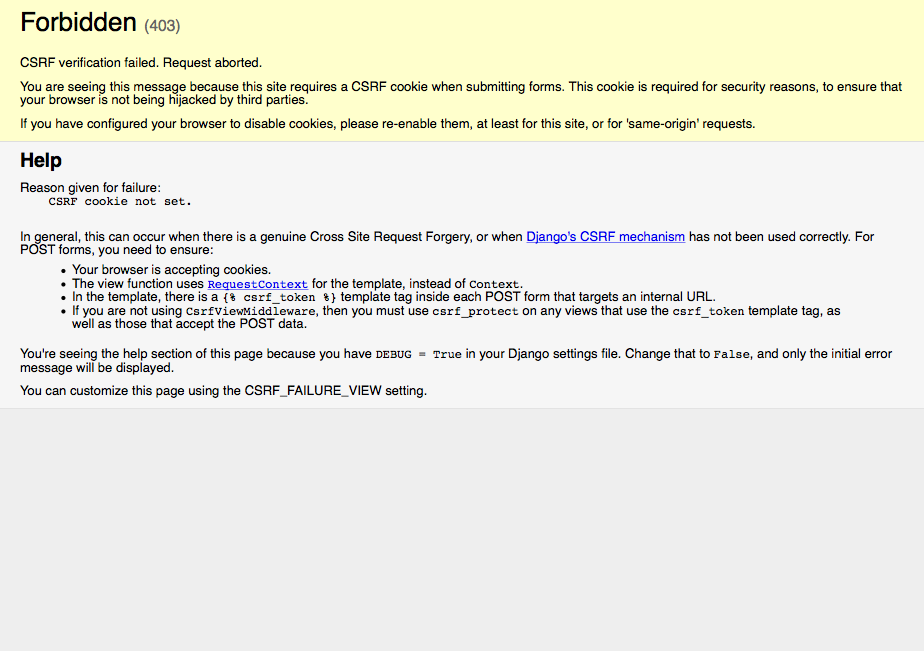 Forbidden (403)
CSRF verification failed. Request aborted.
You are seeing this message because this site requires a CSRF cookie when submitting forms. This cookie is required for security reasons, to ensure that
your browser is not being hijacked by third parties.
If you have configured your browser to disable cookies, please re-enable them, at least for this site, or for 'same-origin' requests.
Help
Reason given for failure:
CSRF cookie not set.
In general, this can occur when there is a genuine Cross Site Request Forgery, or when Django's CSRF mechanism has not been used correctly. For
POST forms, you need to ensure:
• Your browser is accepting cookies.
• The view function uses RequestContext for the template, instead of Context.
• In the template, there is a {% csrf_token %} template tag inside each POST form that targets an internal URL.
• If you are not using CsrfViewMiddleware, then you must use csrf_protect on any views that use the csrf_token template tag, as
well as those that accept the POST data.
You're seeing the help section of this page because you have DEBUG = True in your Django settings file. Change that to False, and only the initial error
message will be displayed.
You can customize this page using the CSRF_FAILURE_VIEW setting.